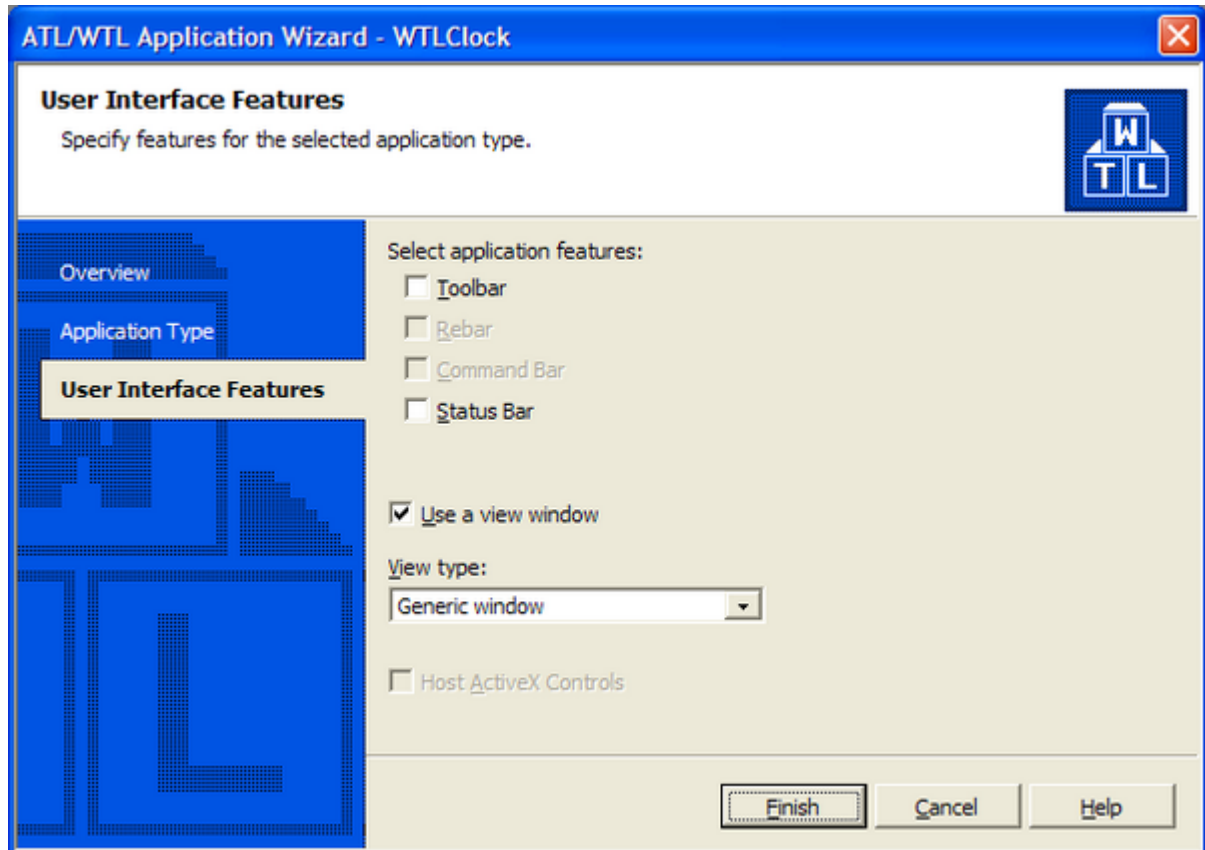 ATL/WTL Application Wizard - WTLClock
User Interface Features
Specify features for the selected application type.
W
T L
Overview
Application Type
User Interface Features
Select application features:
Toolbar
Rebar
Command Bar
Status Bar
Use a view window
View type:
Generic window
Host ActiveX Controls
W
L
Finish Cancel Help